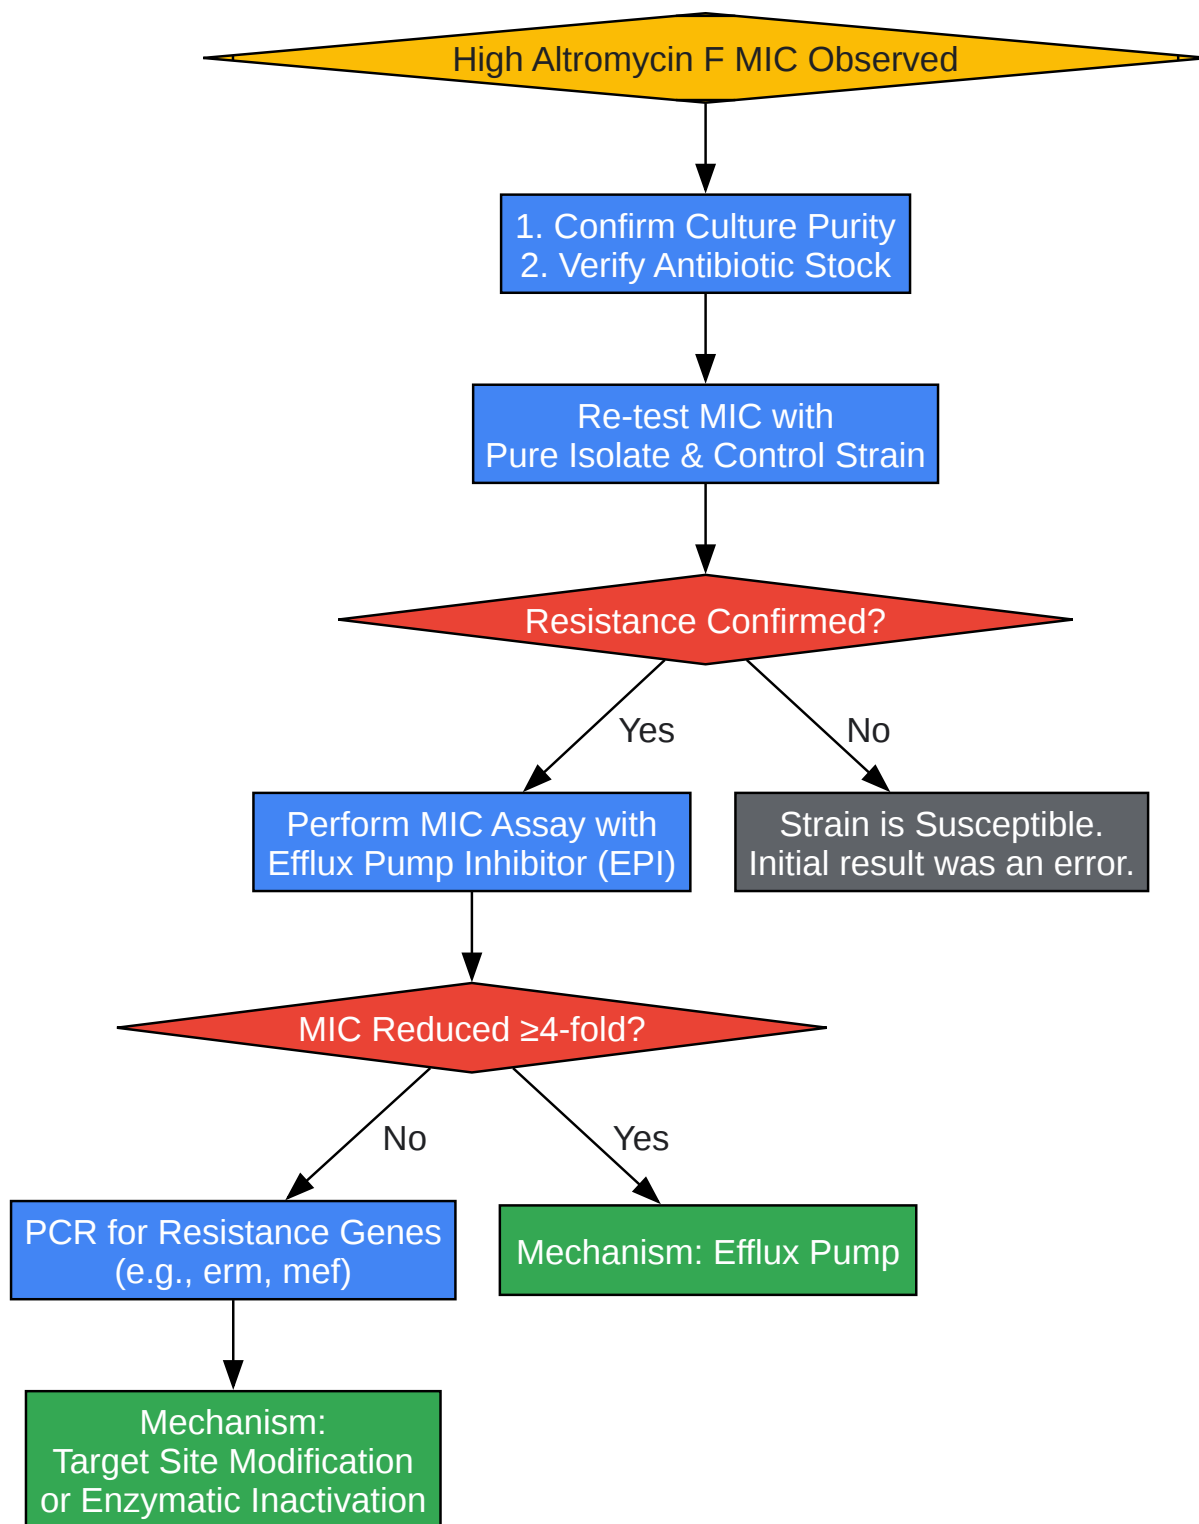 High Altromycin F MIC Observed
1. Confirm Culture Purity
2. Verify Antibiotic Stock
Re-test MIC with
Pure Isolate & Control Strain
Resistance Confirmed?
Yes
No
Perform MIC Assay with
Efflux Pump Inhibitor (EPI)
Strain is Susceptible.
Initial result was an error.
MIC Reduced ≥4-fold?
No
Yes
PCR for Resistance Genes
(e.g., erm, mef)
Mechanism: Efflux Pump
Mechanism:
Target Site Modification
or Enzymatic Inactivation